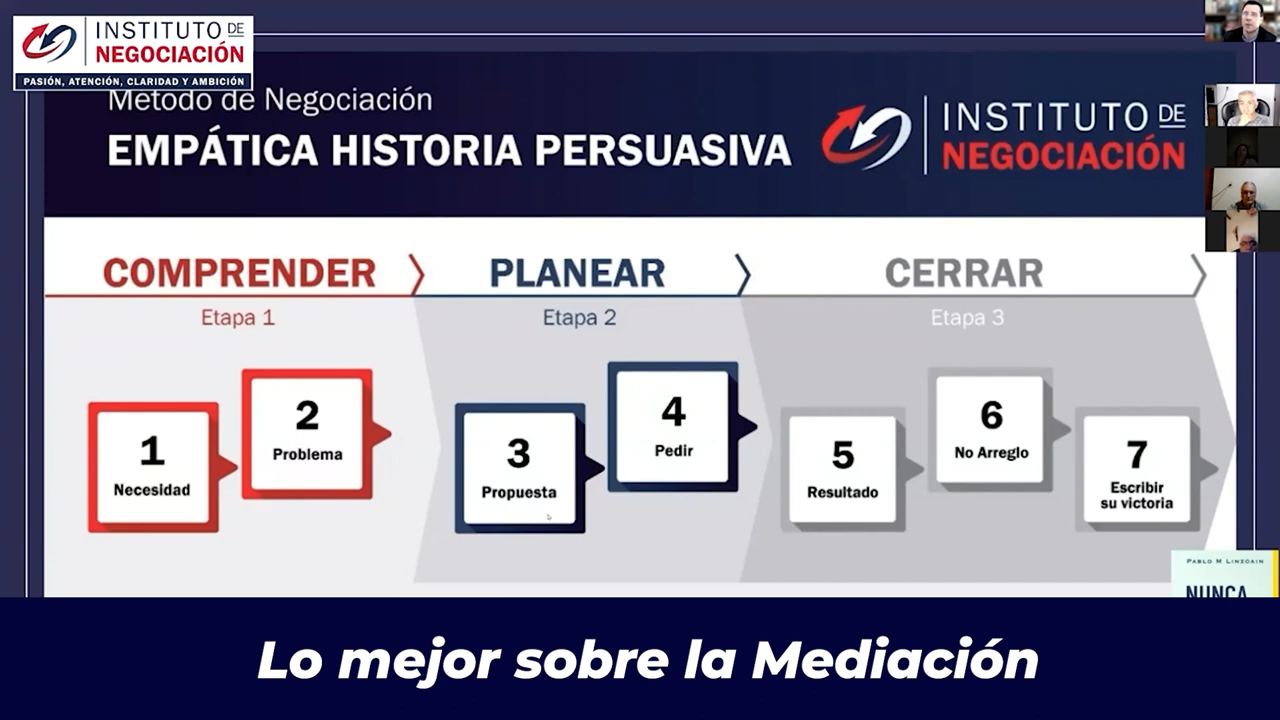 INSTITUTO DE
NEGOCIACIÓN
PASIÓN, ATENCIÓN, CLARIDAD Y AMBICIÓN
Método de Negociación
EMPÁTICA HISTORIA PERSUASIVA
INSTITUTO DE
NEGOCIACIÓN
COMPRENDER
PLANEAR
CERRAR
Etapa 1
Etapa 2
Etapa 3
1
Necesidad
2
Problema
3
Propuesta
4
Pedir
5
Resultado
6
No Arreglo
7
Escribir
su victoria
PABLO M LINZOAIN
NUNCA
Lo mejor sobre la Mediación